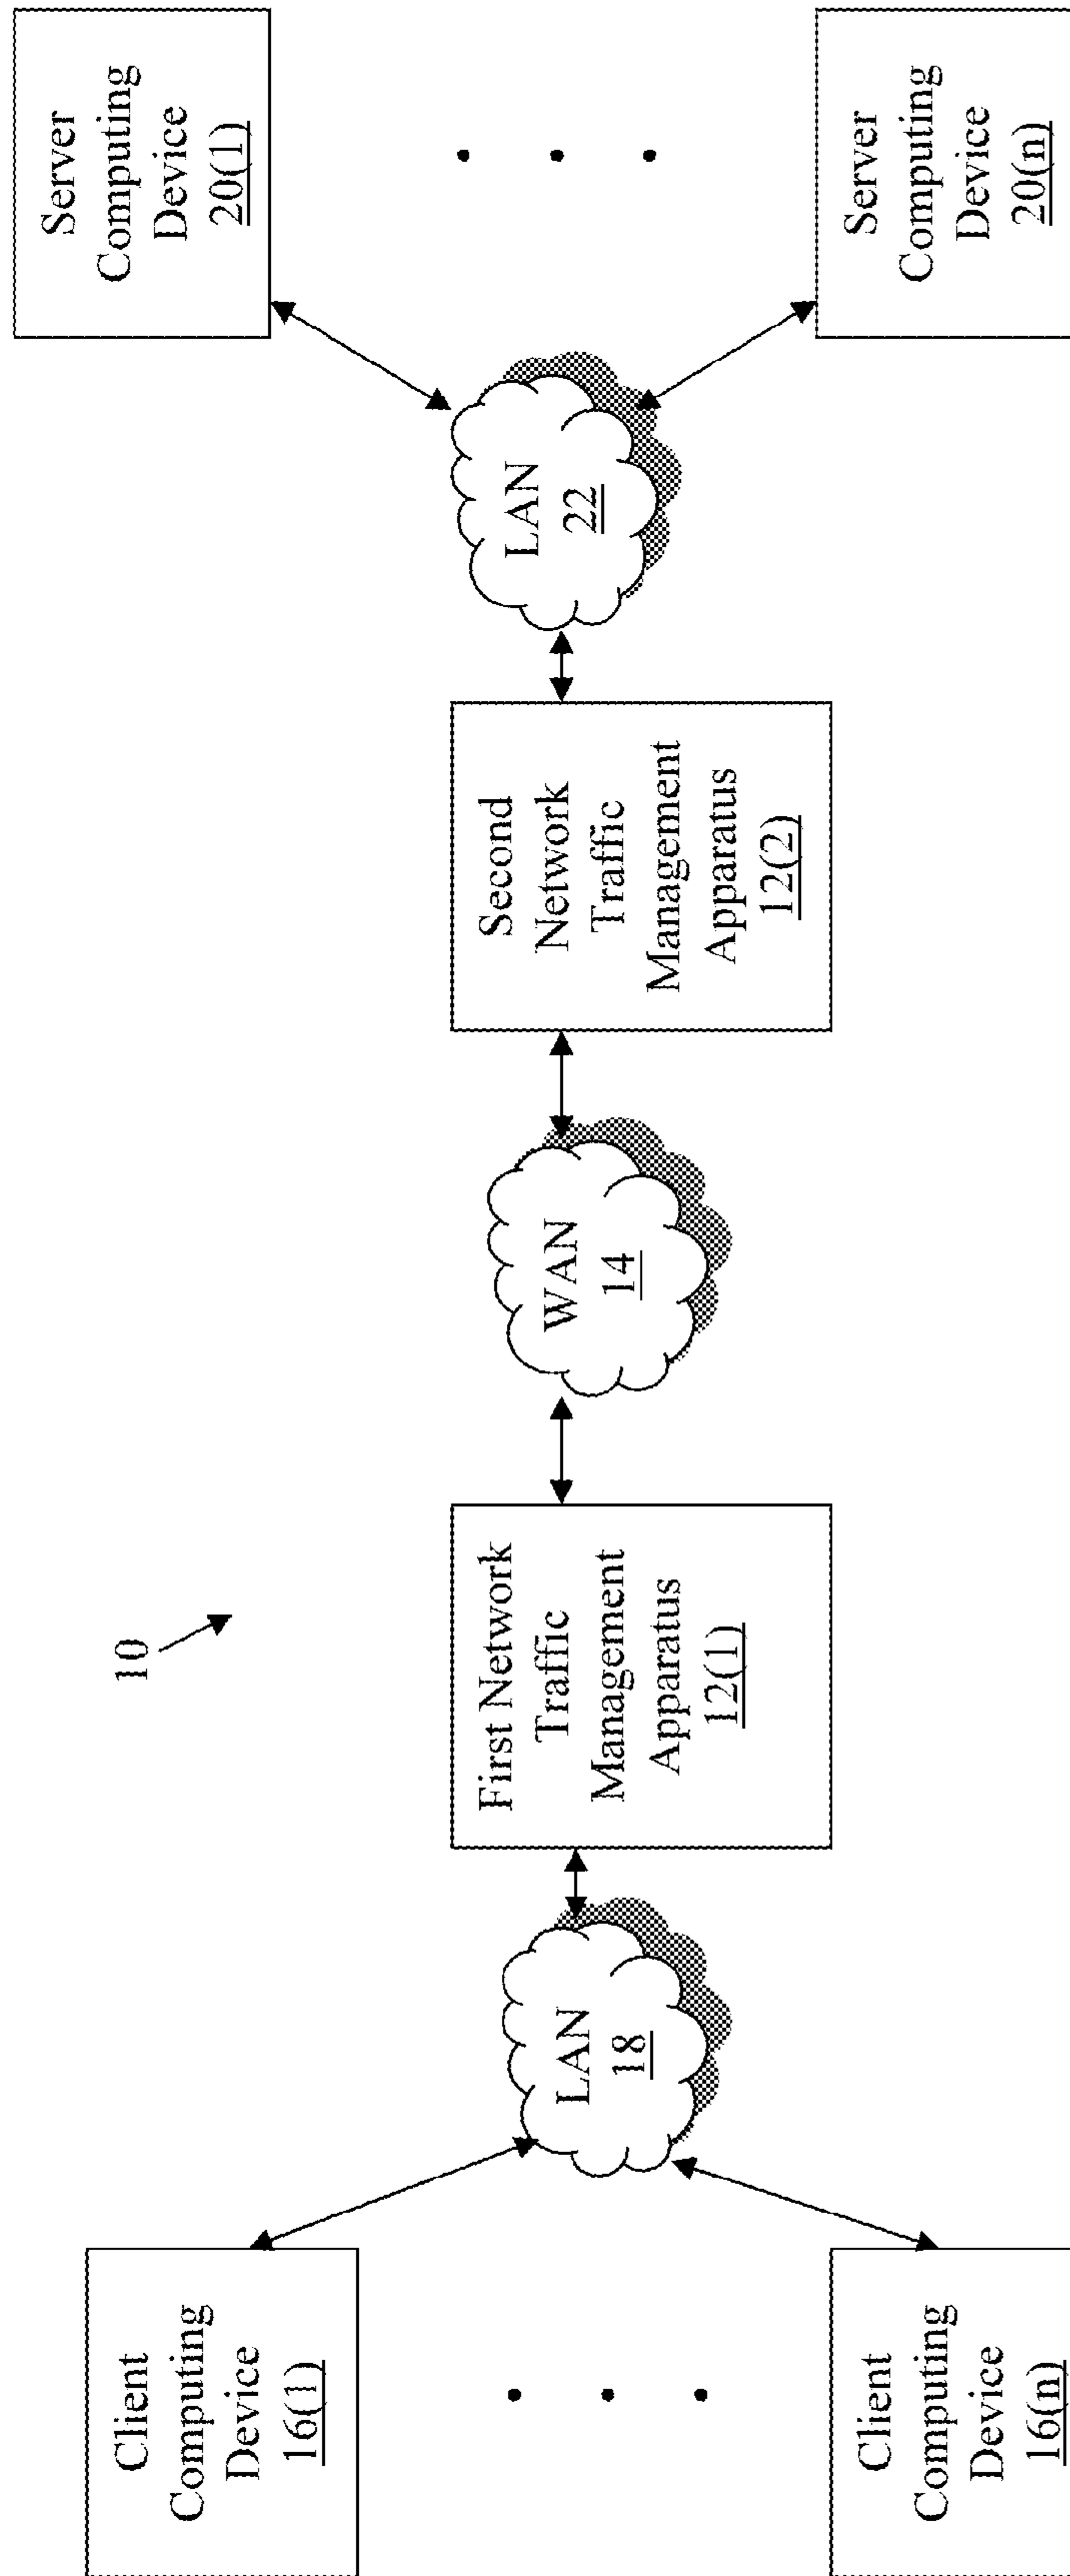 10
Client
Computing
Device
16(1)
Client
Computing
Device
16(n)
LAN
18
First Network
Traffic
Management
Apparatus
12(1)
WAN
14
Second
Network
Traffic
Management
Apparatus
12(2)
LAN
22
Server
Computing
Device
20(1)
Server
Computing
Device
20(n)